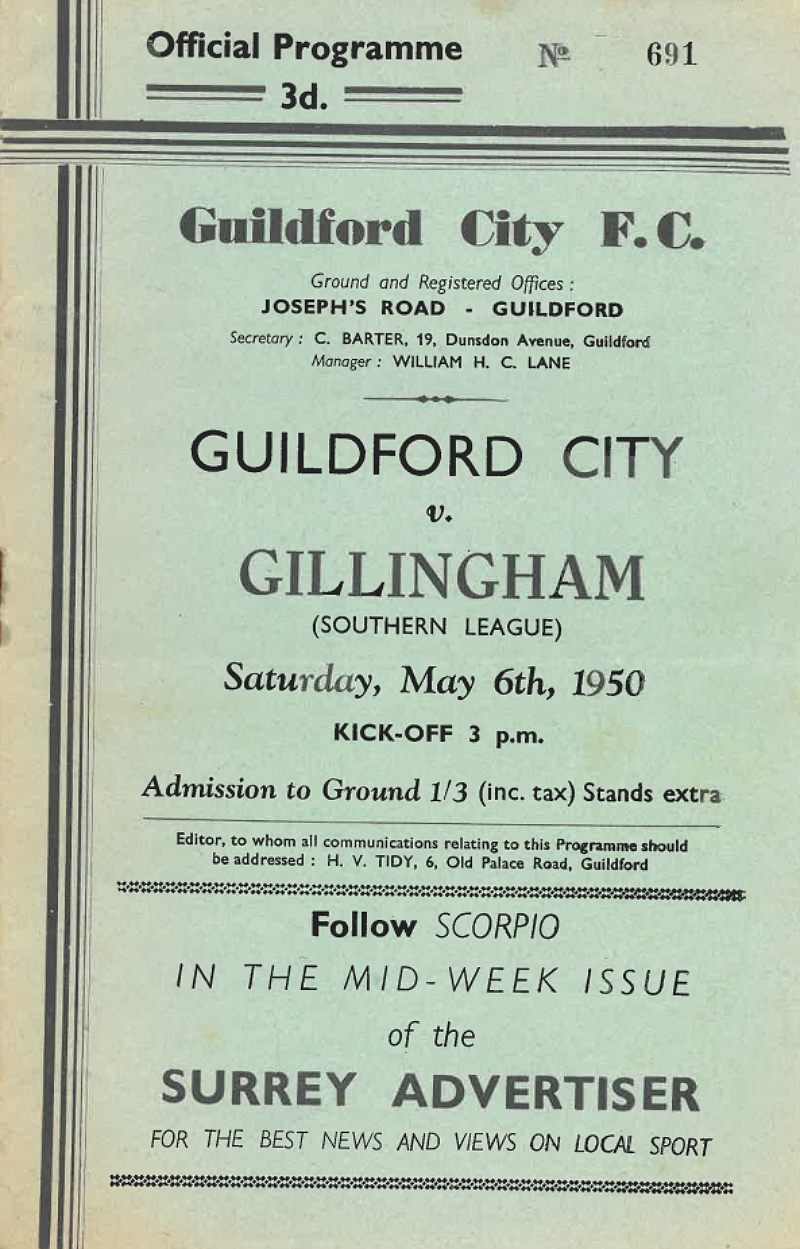 Official Programme Nº 691
3d.
Guildford City F.C.
Ground and Registered Offices :
JOSEPH'S ROAD - GUILDFORD
Secretary : C. BARTER, 19, Dunsdon Avenue, Guildford
Manager : WILLIAM H. C. LANE
GUILDFORD CITY
v.
GILLINGHAM
(SOUTHERN LEAGUE)
Saturday, May 6th, 1950
KICK-OFF 3 p.m.
Admission to Ground 1/3 (inc. tax) Stands extra
Editor, to whom all communications relating to this Programme should
be addressed : H. V. TIDY, 6, Old Palace Road, Guildford
Follow SCORPIO
IN THE MID-WEEK ISSUE
of the
SURREY ADVERTISER
FOR THE BEST NEWS AND VIEWS ON LOCAL SPORT